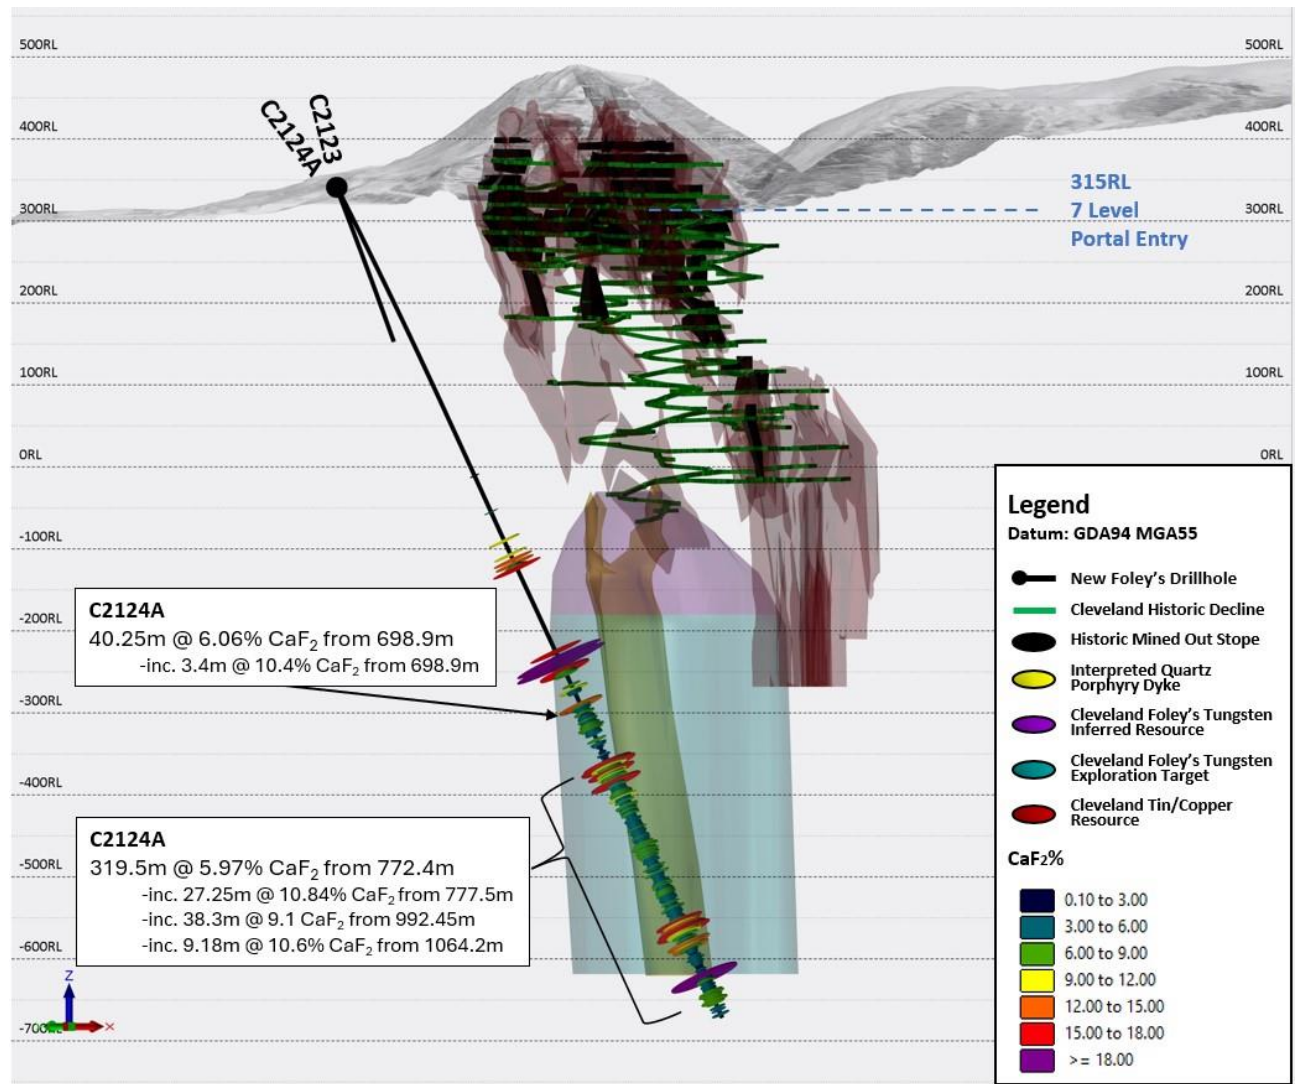 500RL
500RL
C2123
C2124A
400RL
400RL
315RL
7 Level
Portal Entry
300RL
300RL
200RL
200RL
100RL
100RL
0RL
0RL
-100RL
C2124A
40.25m @ 6.06% CaF₂ from 698.9m
-inc. 3.4m @ 10.4% CaF₂ from 698.9m
-200RL
-300RL
-400RL
C2124A
319.5m @ 5.97% CaF₂ from 772.4m
-inc. 27.25m @ 10.84% CaF₂ from 777.5m
-inc. 38.3m @ 9.1 CaF₂ from 992.45m
-inc. 9.18m @ 10.6% CaF₂ from 1064.2m
-500RL
-600RL
Z
X
-700RL
Legend
Datum: GDA94 MGA55
New Foley's Drillhole
Cleveland Historic Decline
Historic Mined Out Stope
Interpreted Quartz
Porphyry Dyke
Cleveland Foley's Tungsten
Inferred Resource
Cleveland Foley's Tungsten
Exploration Target
Cleveland Tin/Copper
Resource
CaF₂%
0.10 to 3.00
3.00 to 6.00
6.00 to 9.00
9.00 to 12.00
12.00 to 15.00
15.00 to 18.00
>= 18.00